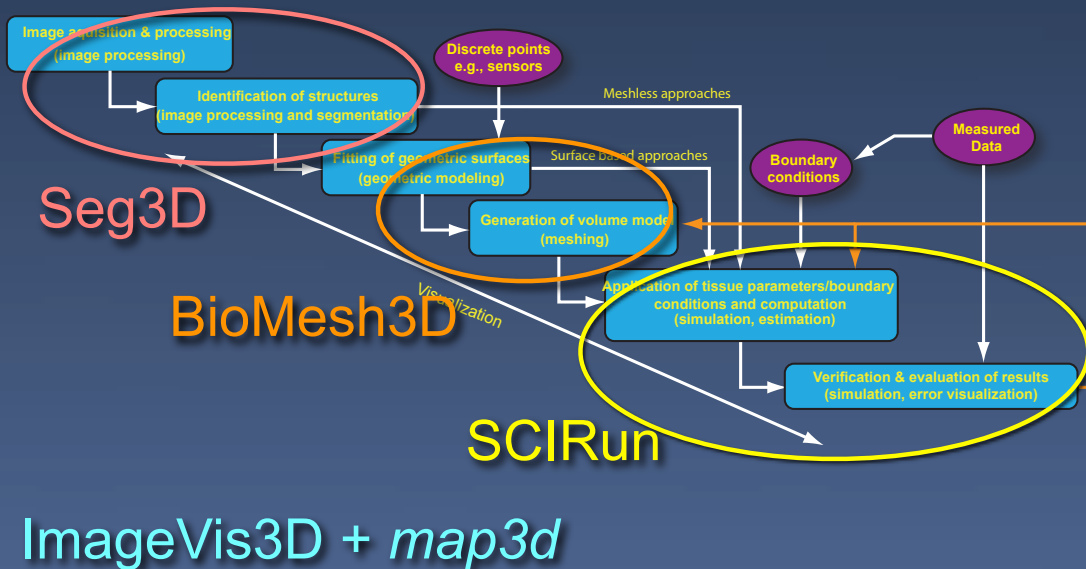 Image aquisition & processing
(image processing)
Discrete points
e.g., sensors
Identification of structures
(image processing and segmentation)
Meshless approaches
Measured
Data
Fitting of geometric surfaces
(geometric modeling)
Surface based approaches
Boundary
conditions
Seg3D
Generation of volume model
(meshing)
Visualization
BioMesh3D
Application of tissue parameters/boundary
conditions and computation
(simulation, estimation)
Verification & evaluation of results
(simulation, error visualization)
SCIRun
ImageVis3D + map3d